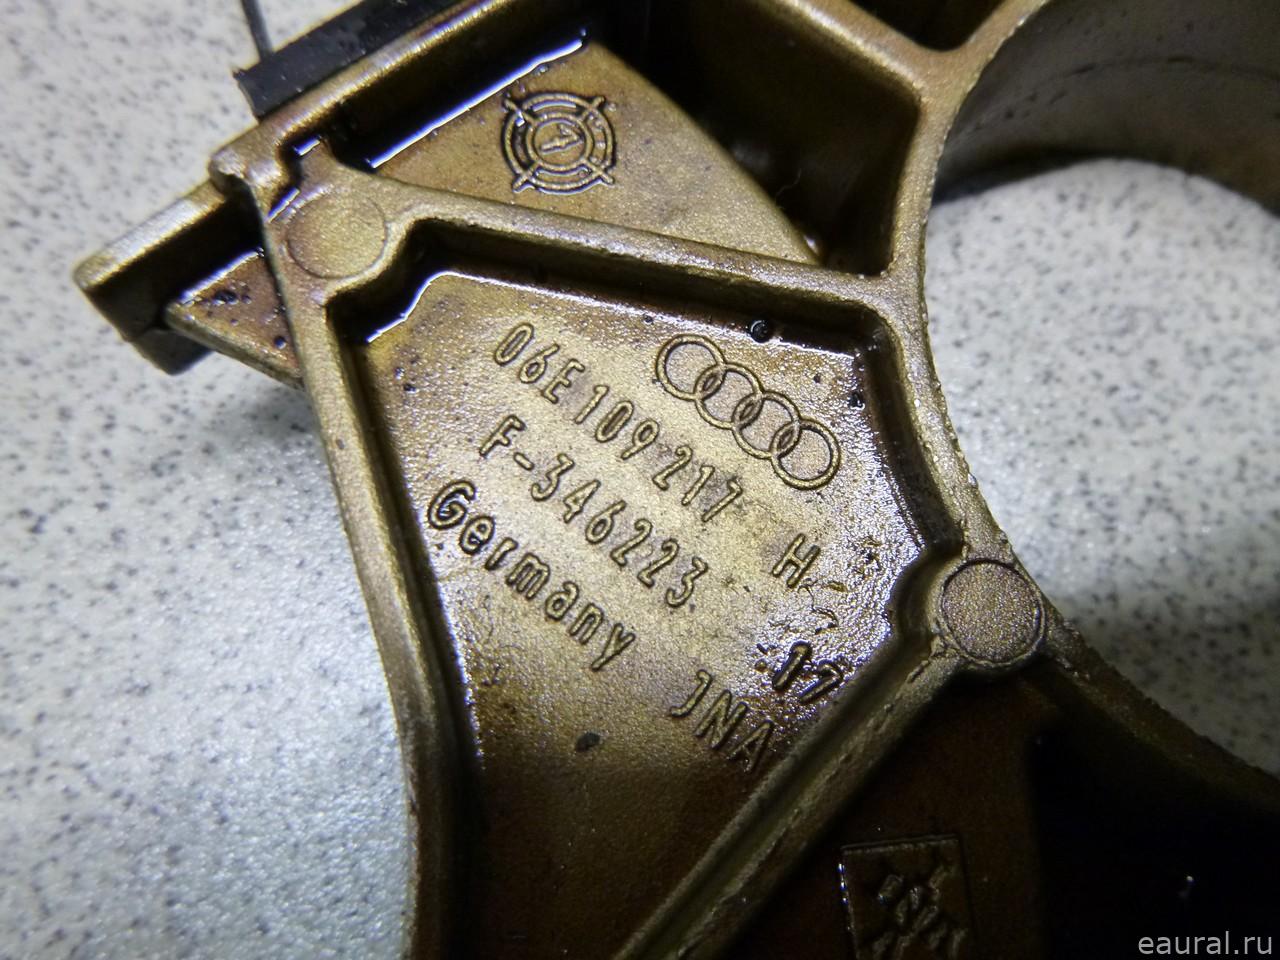 06E 109 217 H
F-346223
17
Germany JNA
eaural.ru